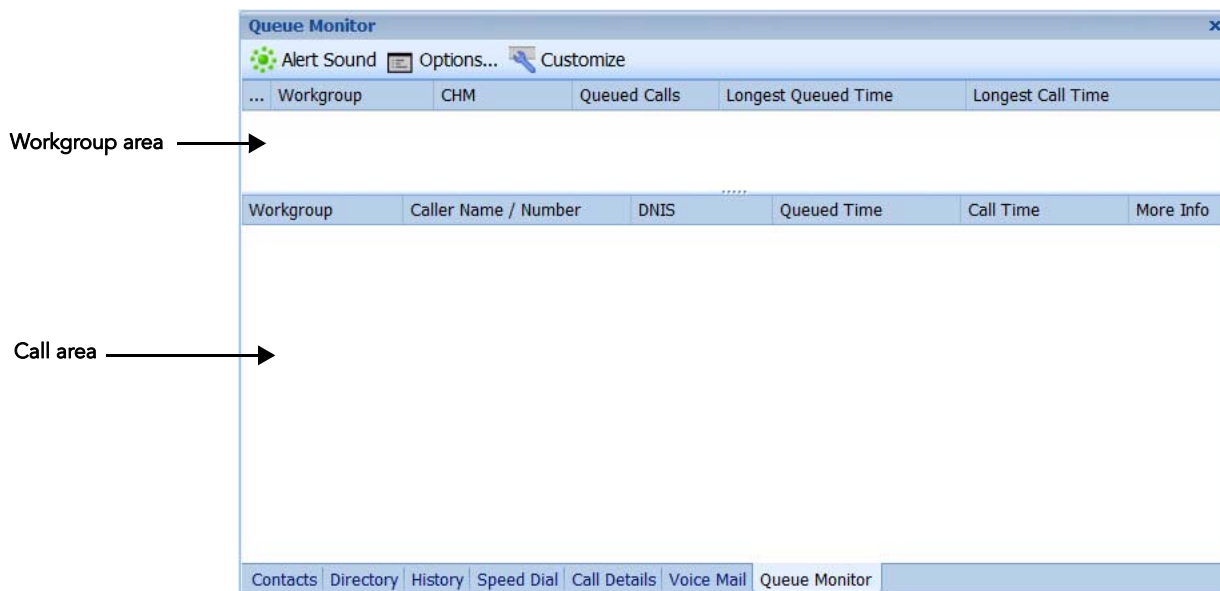 Queue Monitor x
Alert Sound Options... Customize
... Workgroup CHM Queued Calls Longest Queued Time Longest Call Time
Workgroup area
Workgroup Caller Name / Number DNIS Queued Time Call Time More Info
Call area
Contacts Directory History Speed Dial Call Details Voice Mail Queue Monitor